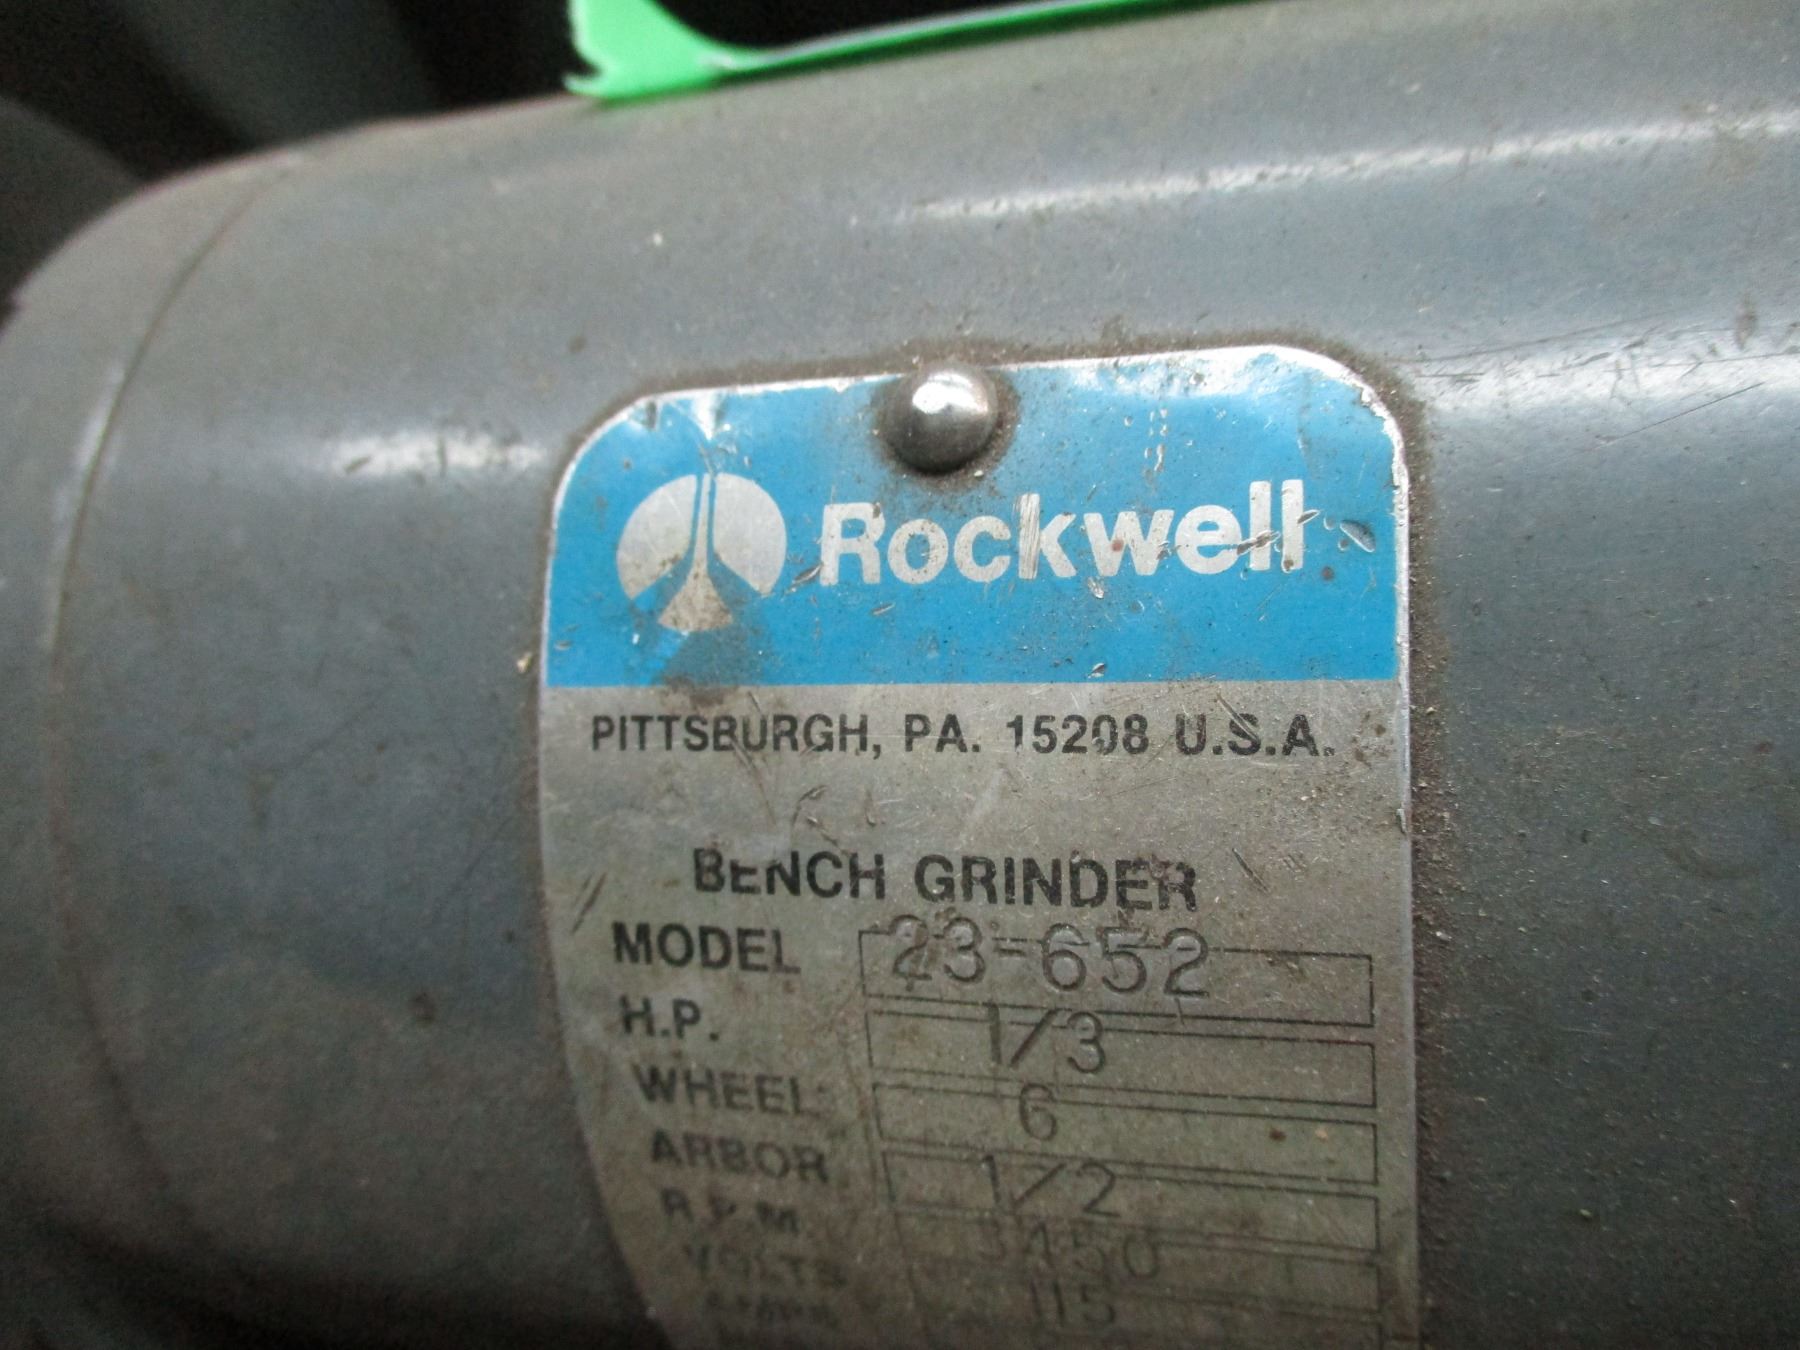 Rockwell
PITTSBURGH, PA. 15208 U.S.A.
BENCH GRINDER
MODEL 23-652
H.P. 1/3
WHEEL 6
ARBOR 1/2
R.P.M. 3450
VOLTS 115